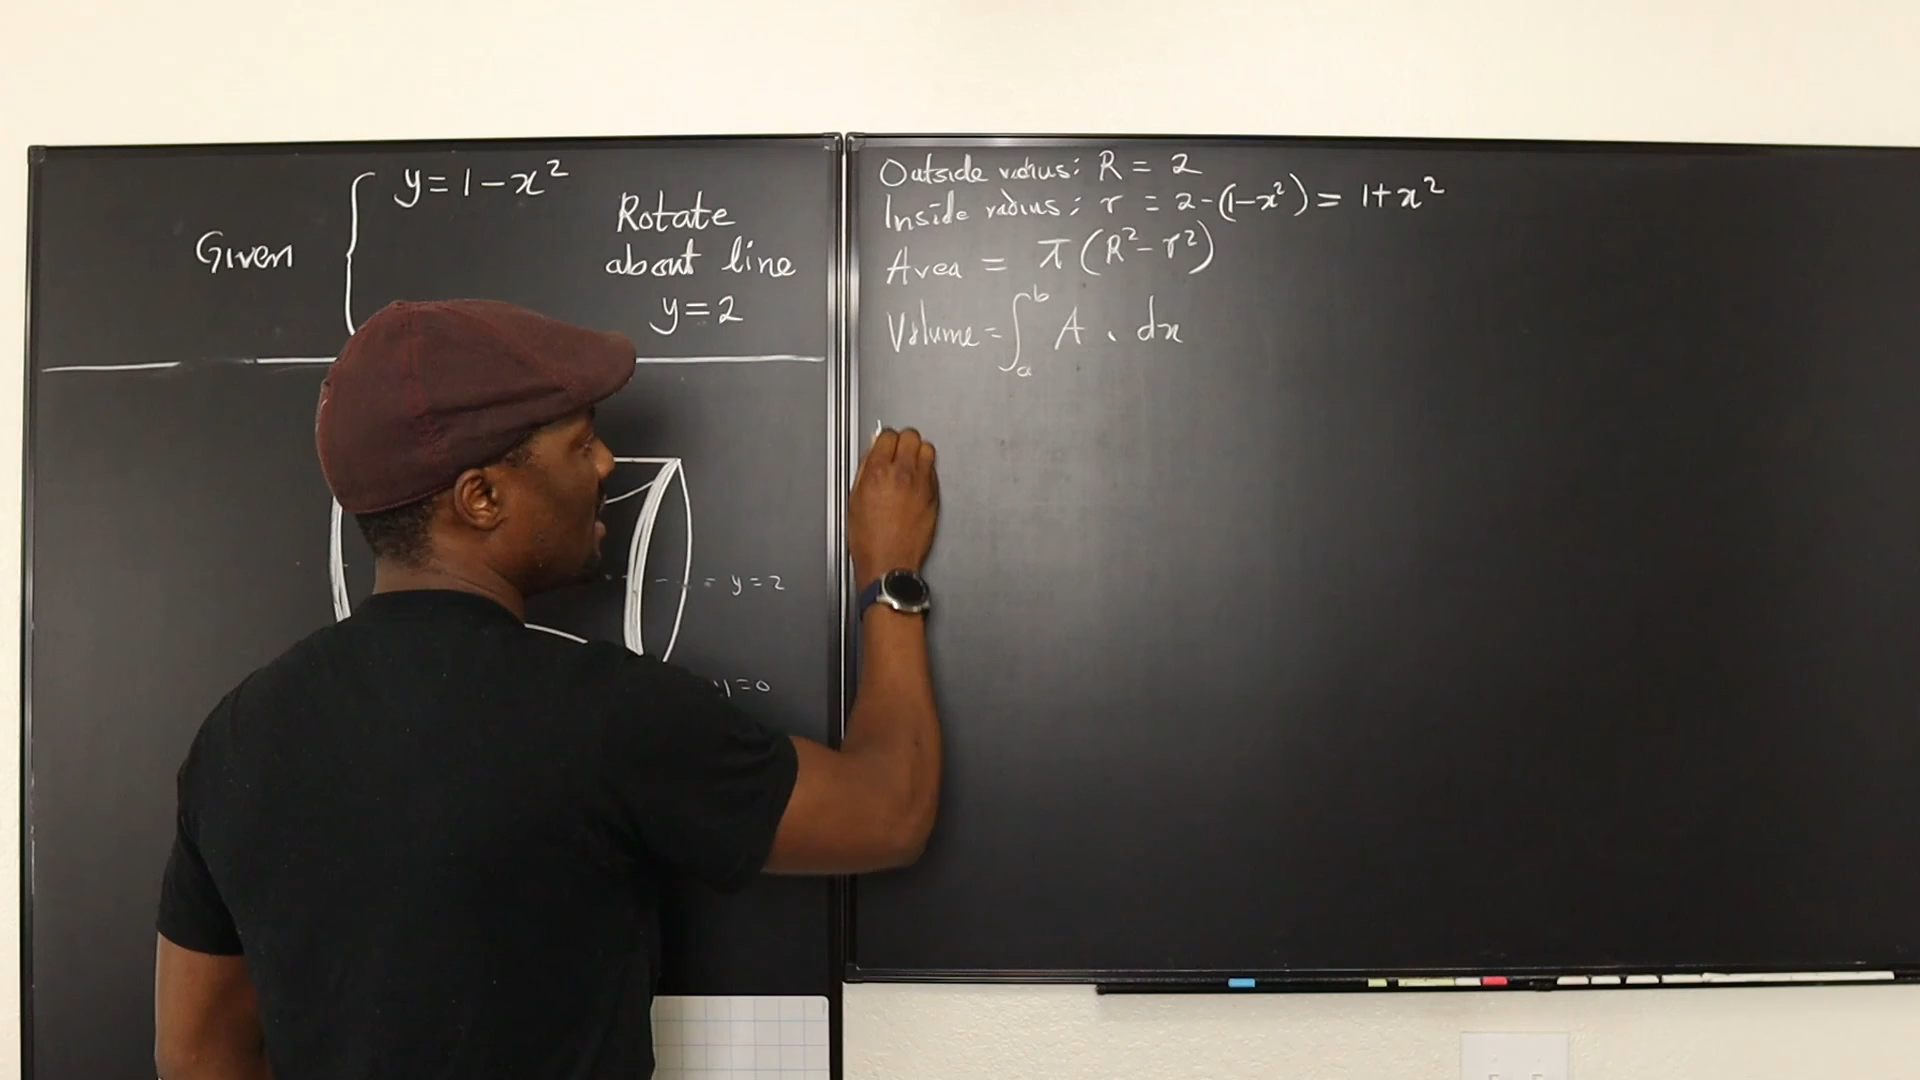 Given
y = 1 - x²
Rotate
about line
y = 2
= y = 2
y = 0
Outside radius: R = 2
Inside radius: r = 2 - (1 - x²) = 1 + x²
Area = π(R² - r²)
Volume = ∫ₐᵇ A . dx